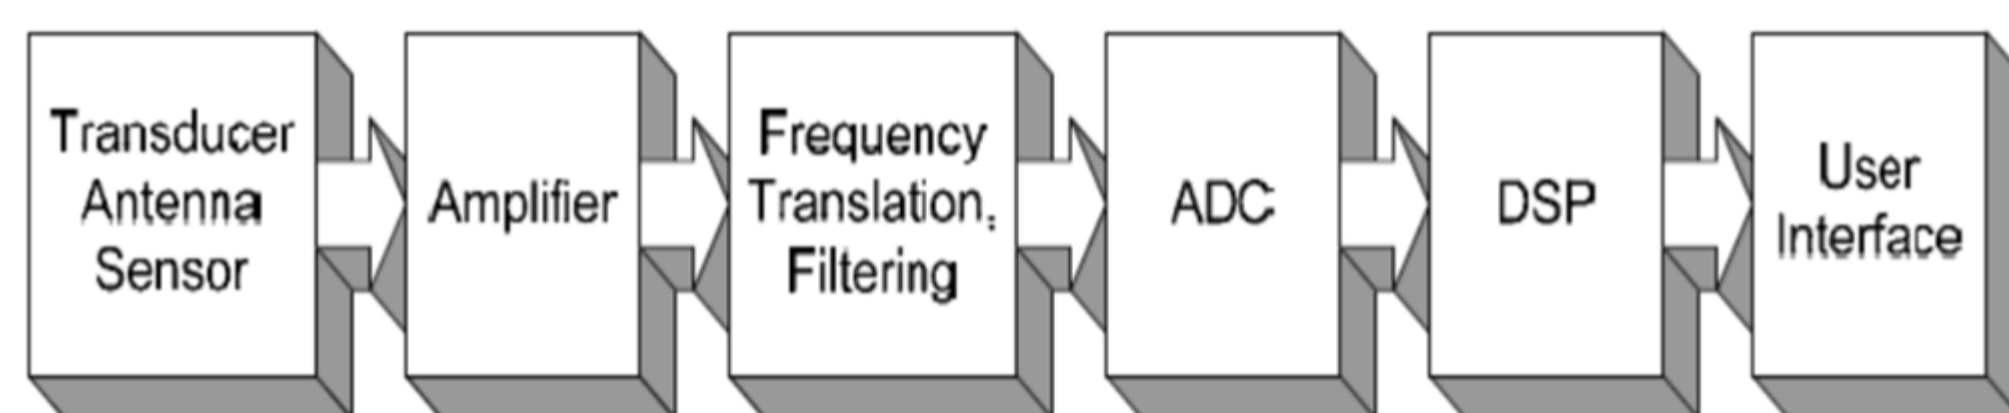 Transducer
Antenna
Sensor
Amplifier
Frequency
Translation,
Filtering
ADC
DSP
User
Interface